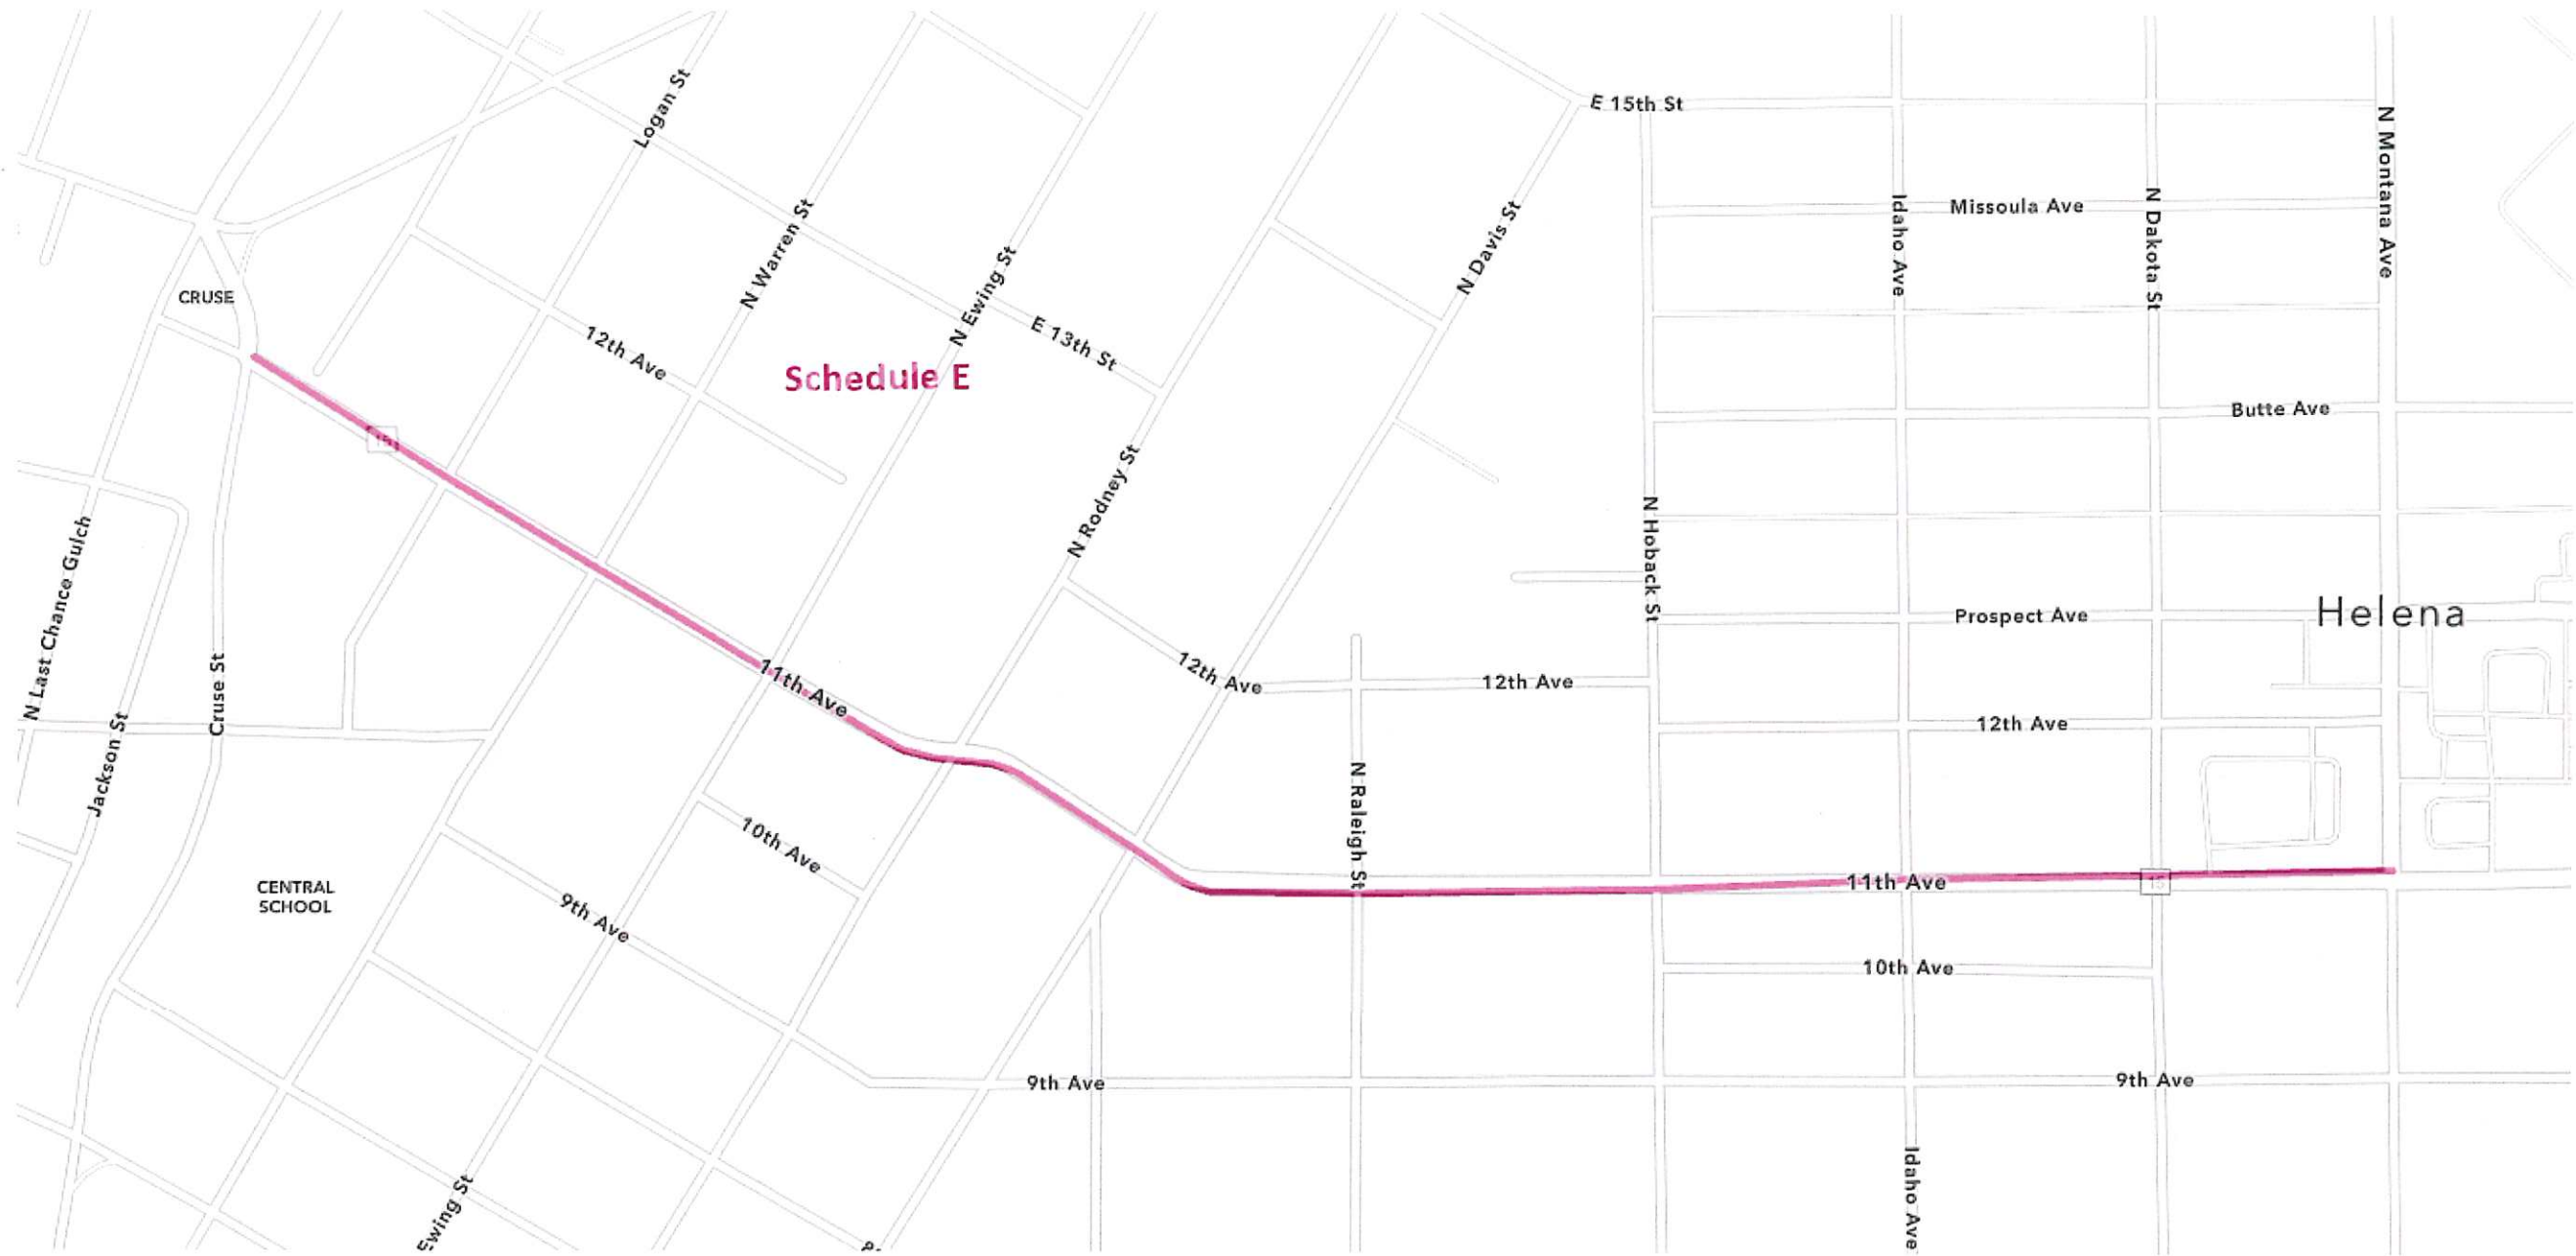 Logan St
E 15th St
N Montana Ave
Missoula Ave
Idaho Ave
N Dakota St
N Warren St
N Davis St
N Ewing St
CRUSE
E 13th St
12th Ave
Schedule E
Butte Ave
15
N Rodney St
N Hoback St
N Last Chance Gulch
Helena
Prospect Ave
Cruse St
11th Ave
12th Ave
12th Ave
12th Ave
Jackson St
N Raleigh St
10th Ave
CENTRAL
SCHOOL
11th Ave
15
9th Ave
10th Ave
9th Ave
9th Ave
Ewing St
Idaho Ave